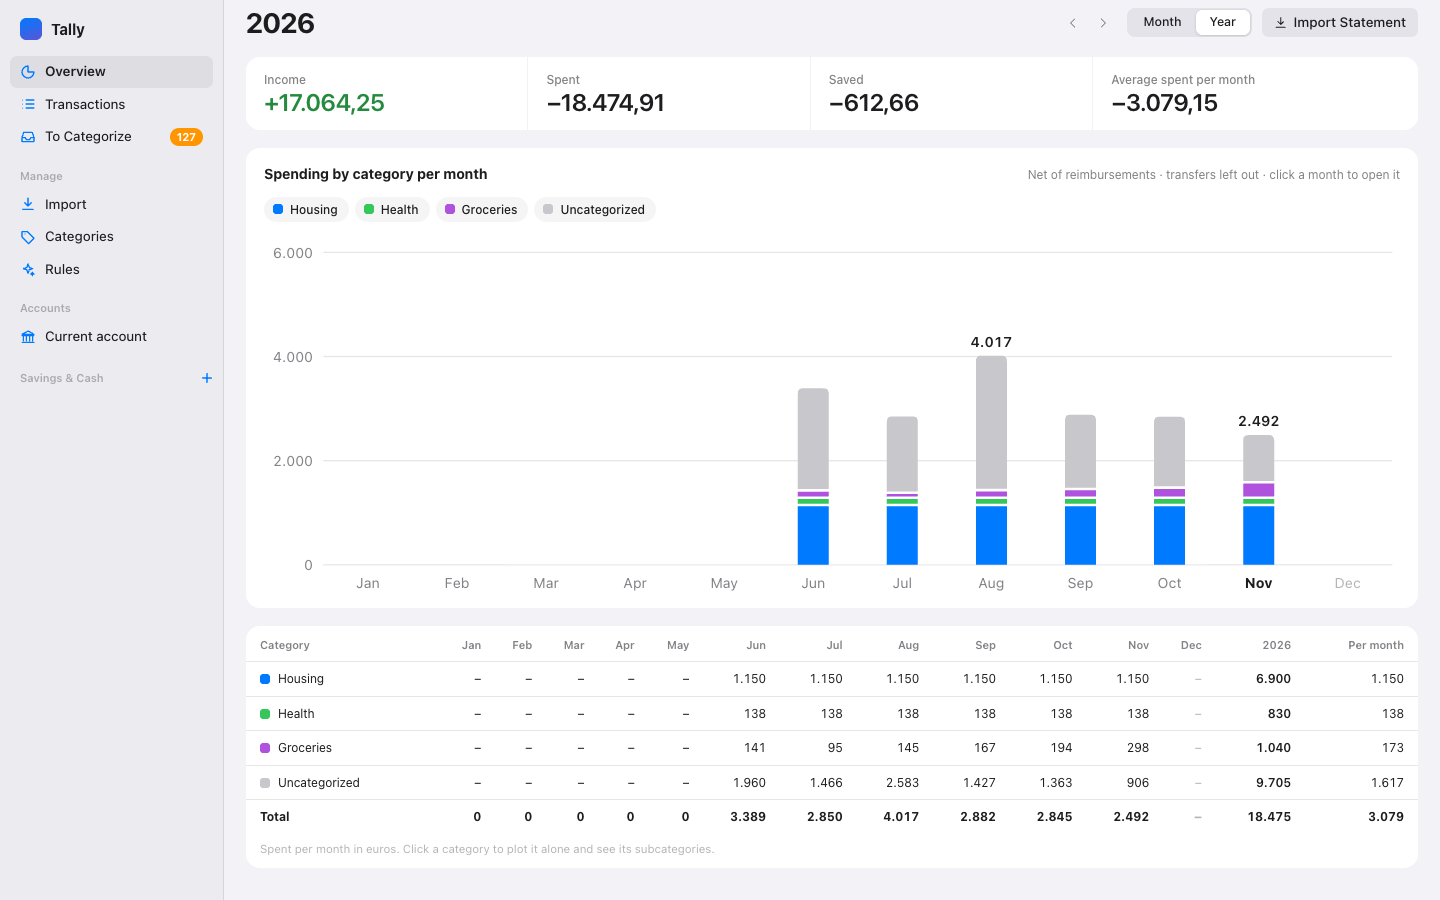 Tally
Overview
Transactions
To Categorize 127
Manage
Import
Categories
Rules
Accounts
Current account
Savings & Cash +
2026
Month Year Import Statement
Income Spent Saved Average spent per month
+17.064,25 −18.474,91 −612,66 −3.079,15
Spending by category per month Net of reimbursements · transfers left out · click a month to open it
Housing Health Groceries Uncategorized
6.000
4.017
4.000
2.492
2.000
0
Jan Feb Mar Apr May Jun Jul Aug Sep Oct Nov Dec
Category Jan Feb Mar Apr May Jun Jul Aug Sep Oct Nov Dec 2026 Per month
Housing – – – – – 1.150 1.150 1.150 1.150 1.150 1.150 – 6.900 1.150
Health – – – – – 138 138 138 138 138 138 – 830 138
Groceries – – – – – 141 95 145 167 194 298 – 1.040 173
Uncategorized – – – – – 1.960 1.466 2.583 1.427 1.363 906 – 9.705 1.617
Total 0 0 0 0 0 3.389 2.850 4.017 2.882 2.845 2.492 – 18.475 3.079
Spent per month in euros. Click a category to plot it alone and see its subcategories.